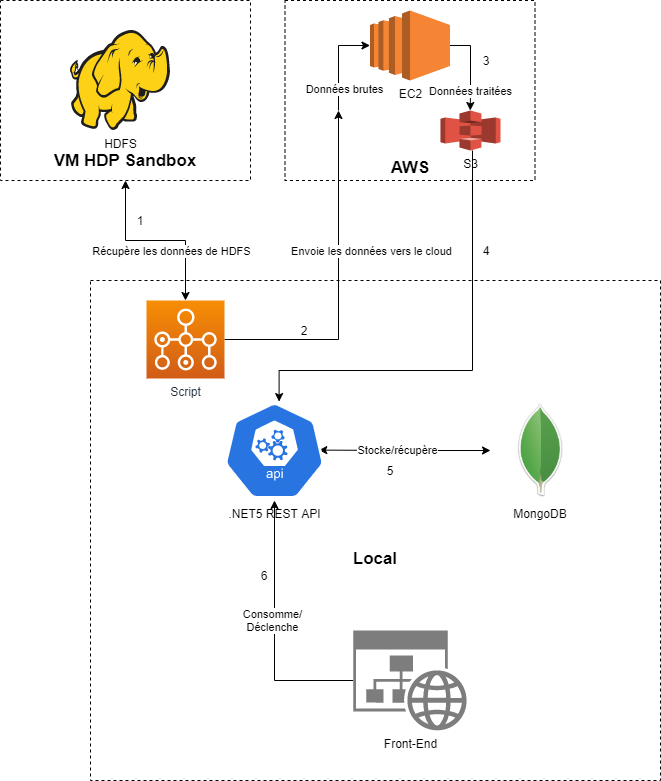 HDFS
VM HDP Sandbox
EC2
Données brutes
3
Données traitées
S3
AWS
1
Récupère les données de HDFS
Envoie les données vers le cloud
4
2
Script
api
.NET5 REST API
Stocke/récupère
5
MongoDB
Local
6
Consomme/
Déclenche
Front-End